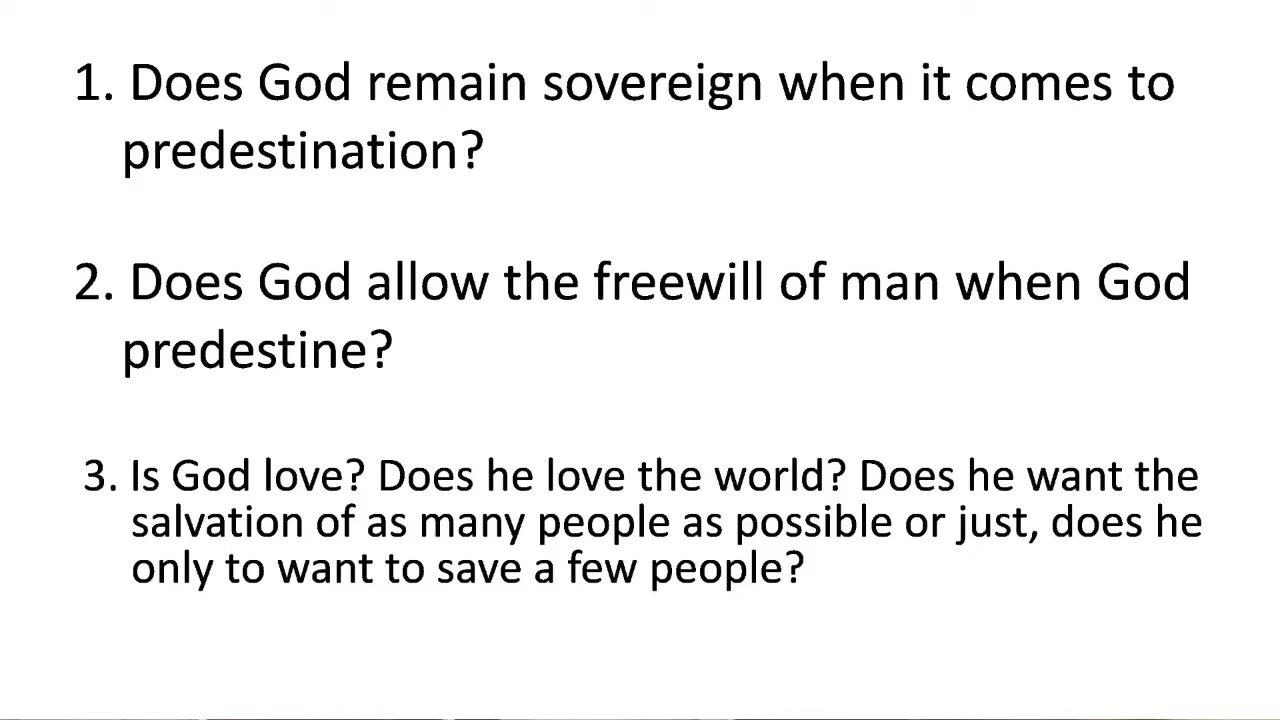 1. Does God remain sovereign when it comes to
predestination?
2. Does God allow the freewill of man when God
predestine?
3. Is God love? Does he love the world? Does he want the
salvation of as many people as possible or just, does he
only to want to save a few people?